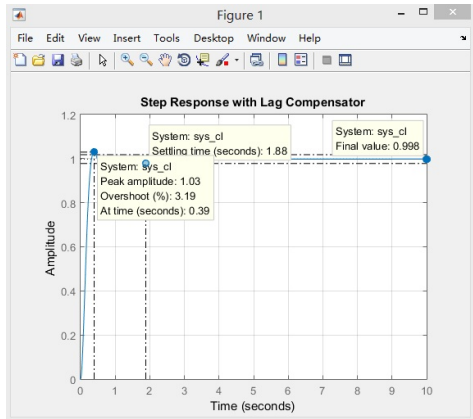 Figure 1
File Edit View Insert Tools Desktop Window Help
Step Response with Lag Compensator
System: sys_cl
Settling time (seconds): 1.88
System: sys_cl
Final value: 0.998
System: sys_cl
Peak amplitude: 1.03
Overshoot (%): 3.19
At time (seconds): 0.39
Amplitude
1.2
1
0.8
0.6
0.4
0.2
0
0 1 2 3 4 5 6 7 8 9 10
Time (seconds)